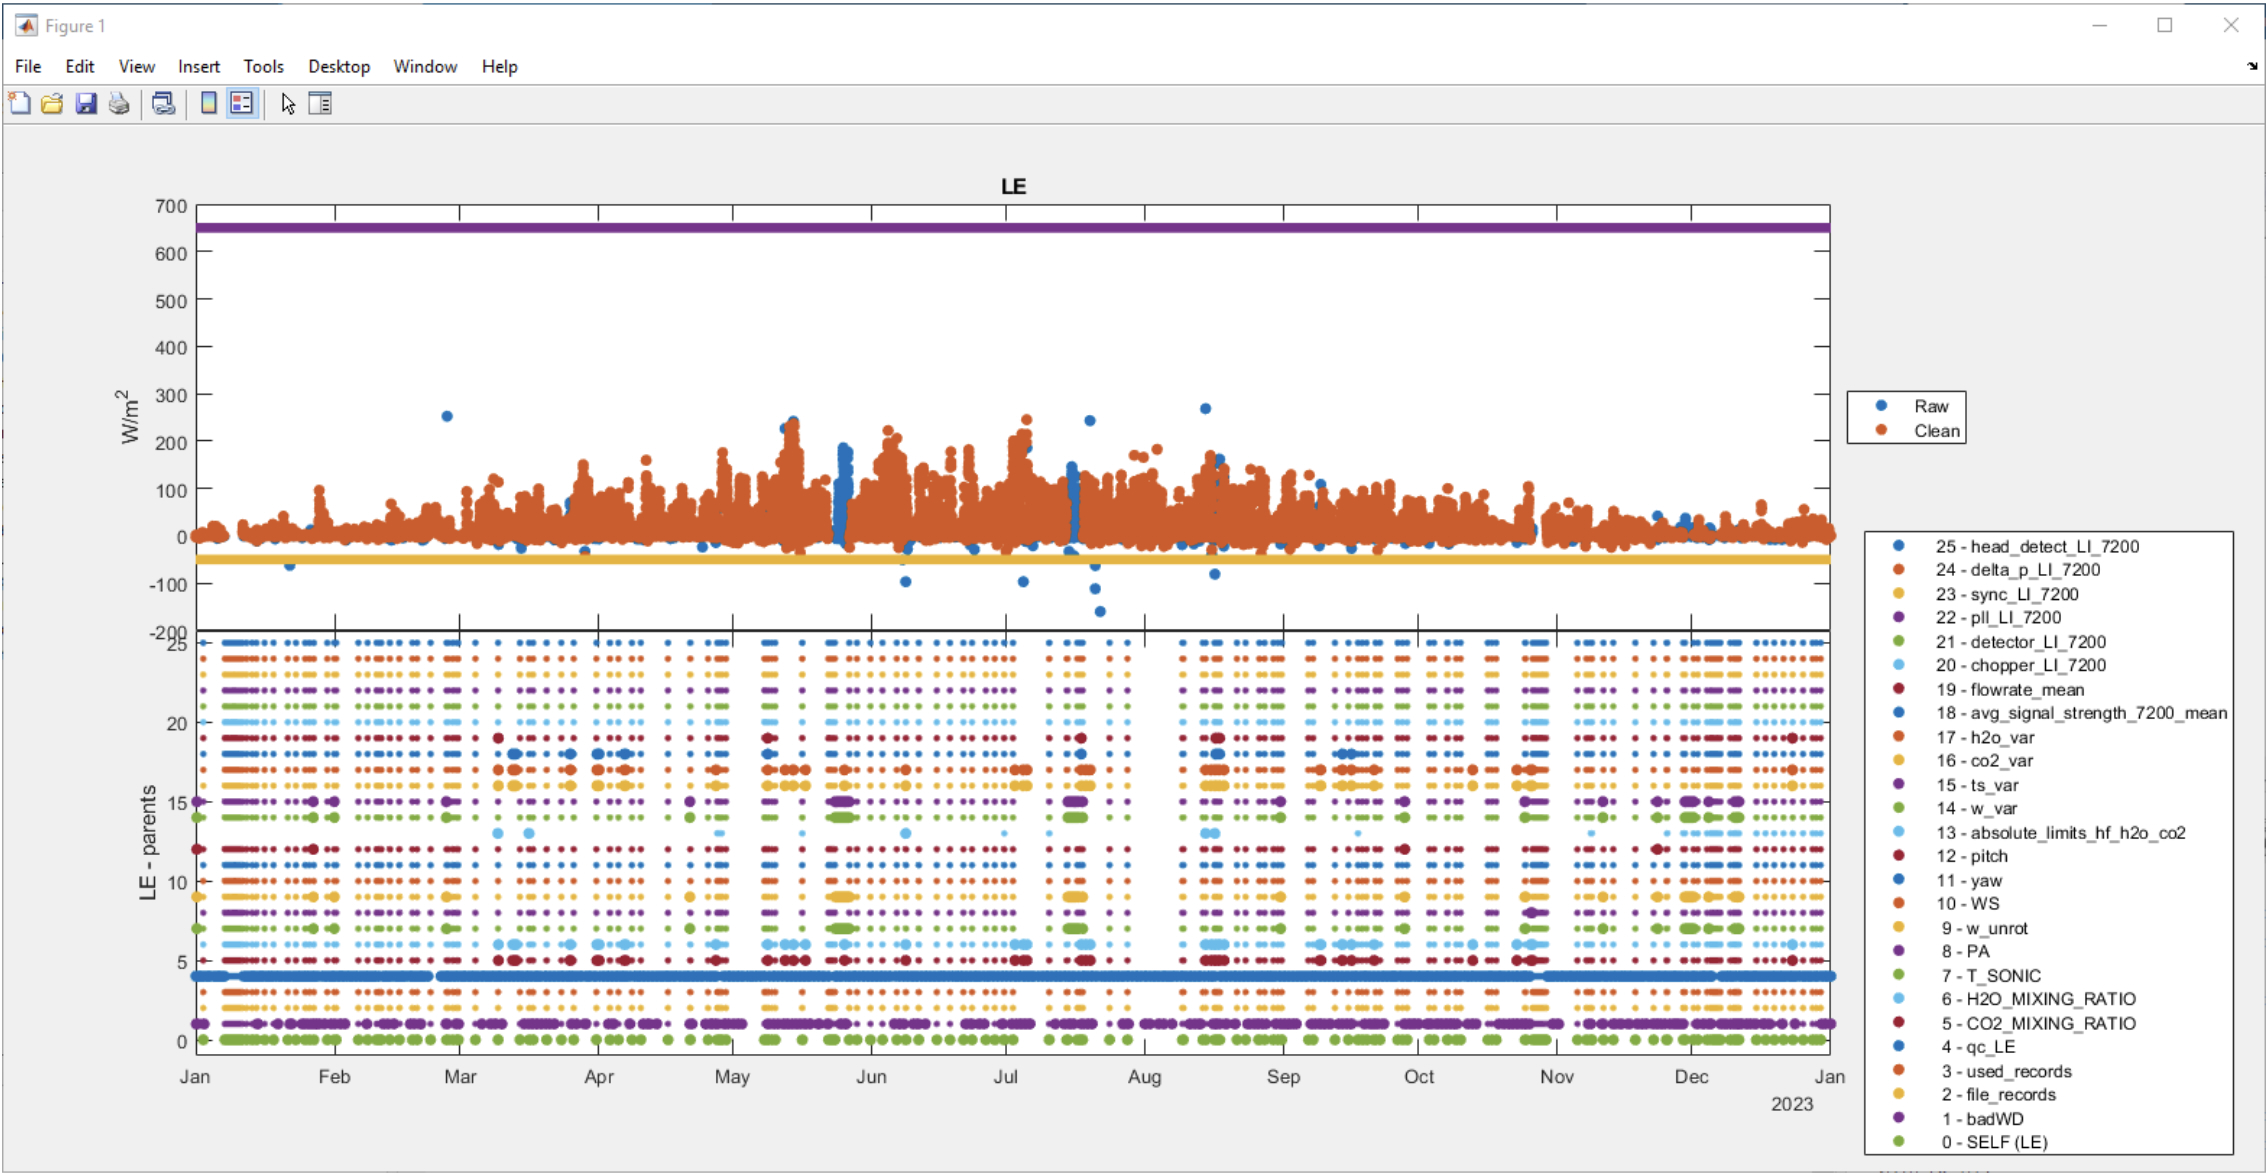 Figure 1
File Edit View Insert Tools Desktop Window Help
LE
700
600
500
400
300
200
100
0
-100
-200
W/m2
Raw
Clean
25
20
15
10
5
0
LE - parents
Jan Feb Mar Apr May Jun Jul Aug Sep Oct Nov Dec Jan
2023
25 - head_detect_LI_7200
24 - delta_p_LI_7200
23 - sync_LI_7200
22 - pll_LI_7200
21 - detector_LI_7200
20 - chopper_LI_7200
19 - flowrate_mean
18 - avg_signal_strength_7200_mean
17 - h2o_var
16 - co2_var
15 - ts_var
14 - w_var
13 - absolute_limits_hf_h2o_co2
12 - pitch
11 - yaw
10 - WS
9 - w_unrot
8 - PA
7 - T_SONIC
6 - H2O_MIXING_RATIO
5 - CO2_MIXING_RATIO
4 - qc_LE
3 - used_records
2 - file_records
1 - badWD
0 - SELF (LE)